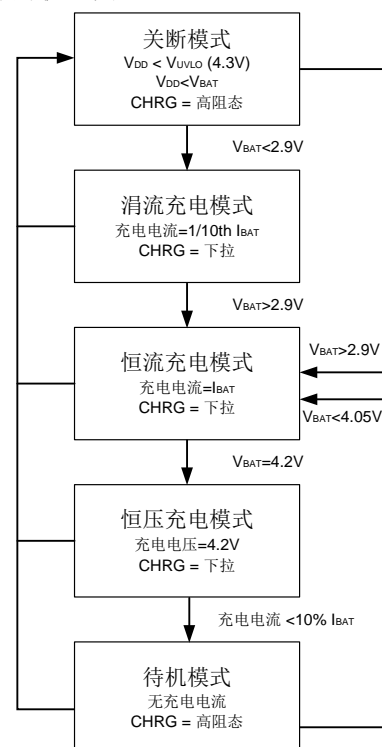 关断模式
VDD < VUVLO (4.3V)
VDD<VBAT
CHRG = 高阻态
VBAT<2.9V
涓流充电模式
充电电流=1/10th IBAT
CHRG = 下拉
VBAT>2.9V
恒流充电模式
充电电流=IBAT
CHRG = 下拉
VBAT>2.9V
VBAT<4.05V
VBAT=4.2V
恒压充电模式
充电电压=4.2V
CHRG = 下拉
充电电流 <10% IBAT
待机模式
无充电电流
CHRG = 高阻态